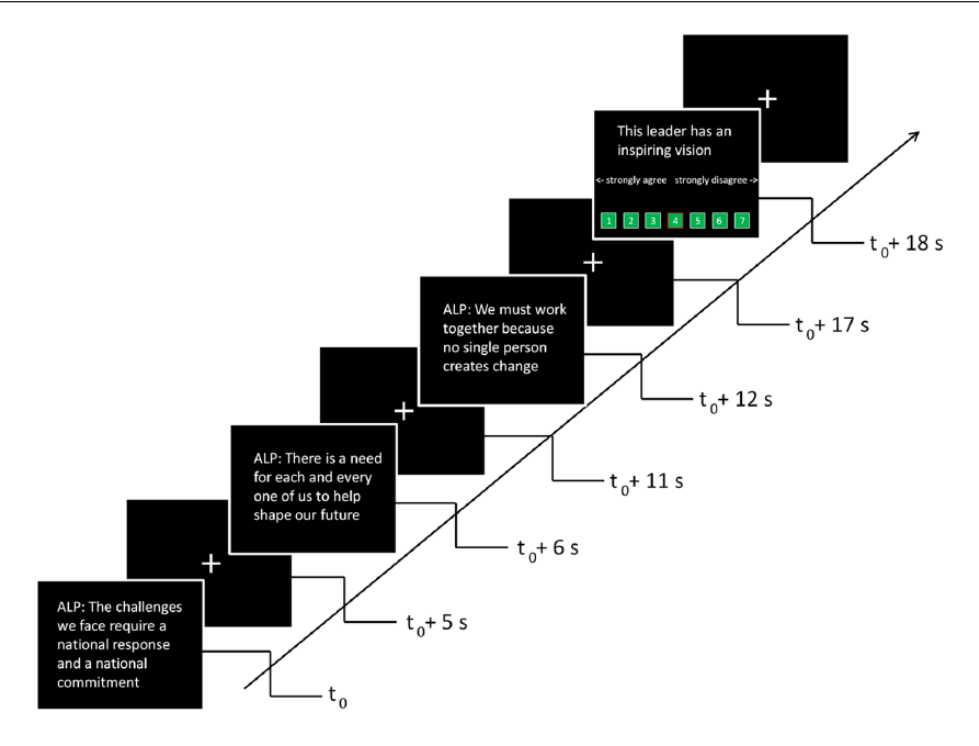 This leader has an
inspiring vision
<- strongly agree strongly disagree ->
1 2 3 4 5 6 7
t0+ 18 s
t0+ 17 s
ALP: We must work
together because
no single person
creates change
t0+ 12 s
t0+ 11 s
ALP: There is a need
for each and every
one of us to help
shape our future
t0+ 6 s
t0+ 5 s
ALP: The challenges
we face require a
national response
and a national
commitment
t0